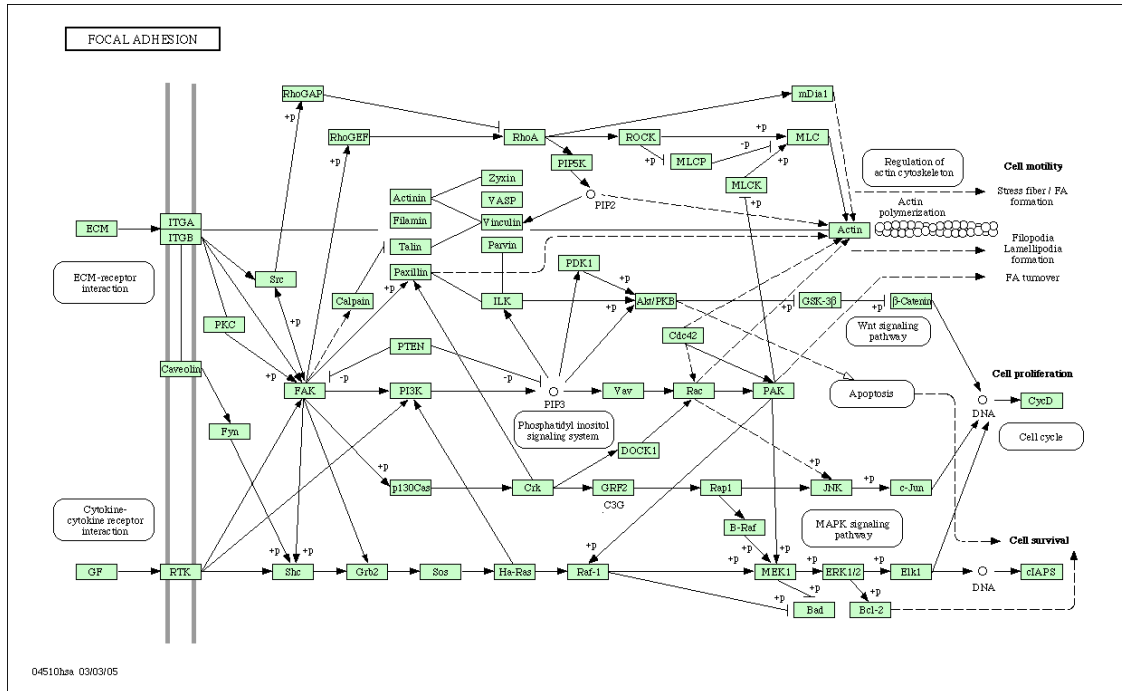 FOCAL ADHESION
RhoGAP
mDia1
+p
RhoGEF
RhoA
ROCK
+p
MLC
+p
-p
+p
MLCP
+p
PIP5K
MLCK
Regulation of
actin cytoskeleton
Cell motility
Zyxin
Actinin
VASP
PIP2
+p
Stress fiber / FA
formation
Actin
polymerization
ECM
ITGA
ITGB
Filamin
Vinculin
Actin
Talin
Parvin
Filopodia
Lamellipodia
formation
ECM-receptor
interaction
Src
Paxillin
PDK1
+p
FA turnover
+p
Calpain
ILK
+p
Akt/PKB
+p
GSK-3β
+p
β-Catenin
PKC
+p
+p
Cdc42
Wnt signaling
pathway
PTEN
Caveolin
+p
-p
-p
Cell proliferation
FAK
PI3K
PIP3
Vav
Rac
PAK
Apoptosis
DNA
CycD
Fyn
Phosphatidyl inositol
signaling system
DOCK1
Cell cycle
+p
+p
+p
p130Cas
Crk
GRF2
C3G
Rap1
JNK
c-Jun
Cytokine-
cytokine receptor
interaction
B-Raf
MAPK signaling
pathway
+p
+p
+p
+p
+p
Cell survival
GF
RTK
+p
Shc
Grb2
Sos
Ha-Ras
Raf-1
+p
MEK1
+p
ERK1/2
+p
Elk1
DNA
cIAPS
+p
+p
+p
Bad
Bcl-2
04510hsa 03/03/05